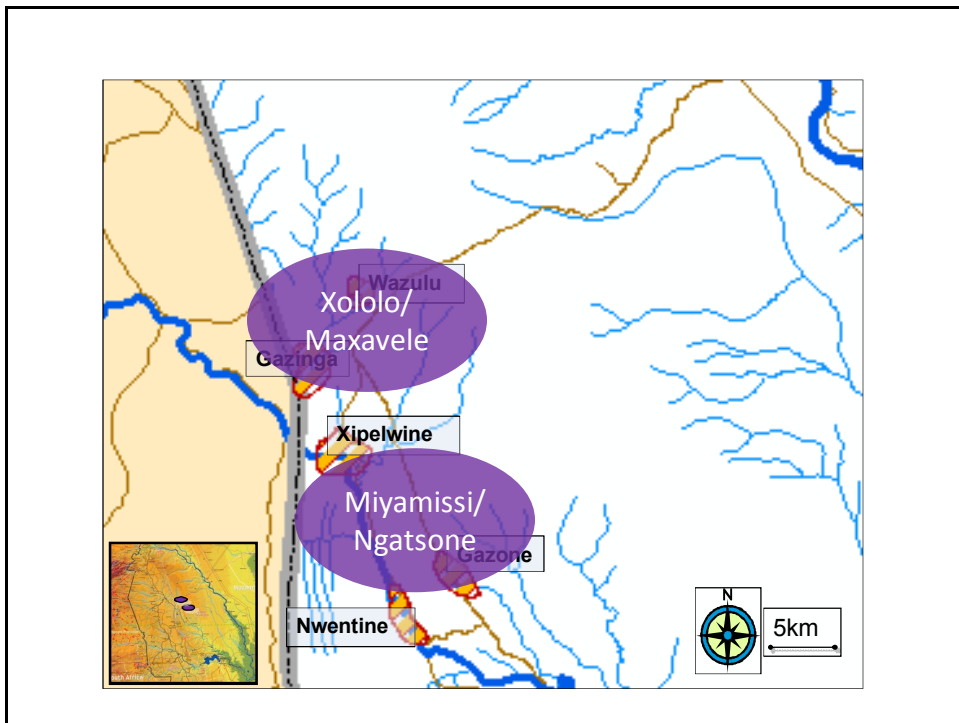 Wazulu
Xololo/
Maxavele
Gazinga
Xipelwine
Miyamissi/
Ngatsone
Gazone
Nwentine
N
5km